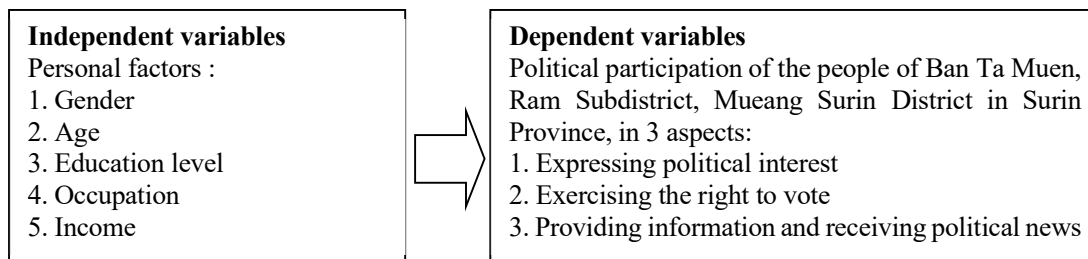 Independent variables
Personal factors :
1. Gender
2. Age
3. Education level
4. Occupation
5. Income
Dependent variables
Political participation of the people of Ban Ta Muen,
Ram Subdistrict, Mueang Surin District in Surin
Province, in 3 aspects:
1. Expressing political interest
2. Exercising the right to vote
3. Providing information and receiving political news